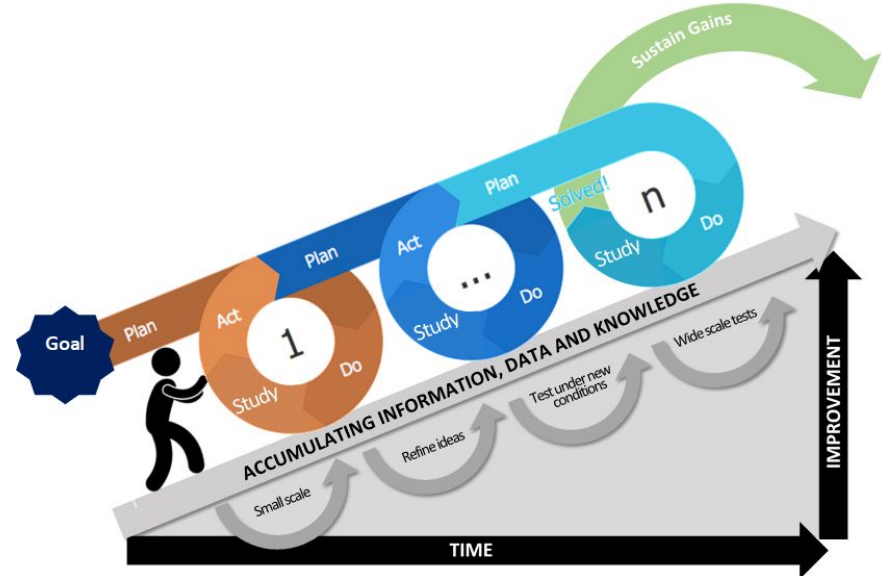 Sustain Gains
Plan
Solved!
n
Do
Study
Plan
Act
...
Do
Study
Goal
Plan
Act
1
Do
Study
ACCUMULATING INFORMATION, DATA AND KNOWLEDGE
Small scale
Refine ideas
Test under new
conditions
Wide scale tests
IMPROVEMENT
TIME